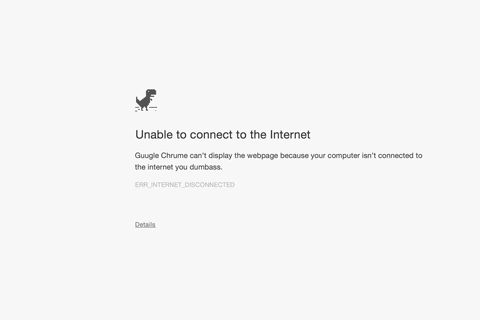 Unable to connect to the Internet
Guugle Chrome can't display the webpage because your computer isn't connected to
the internet you dumbass.
ERR_INTERNET_DISCONNECTED
Details